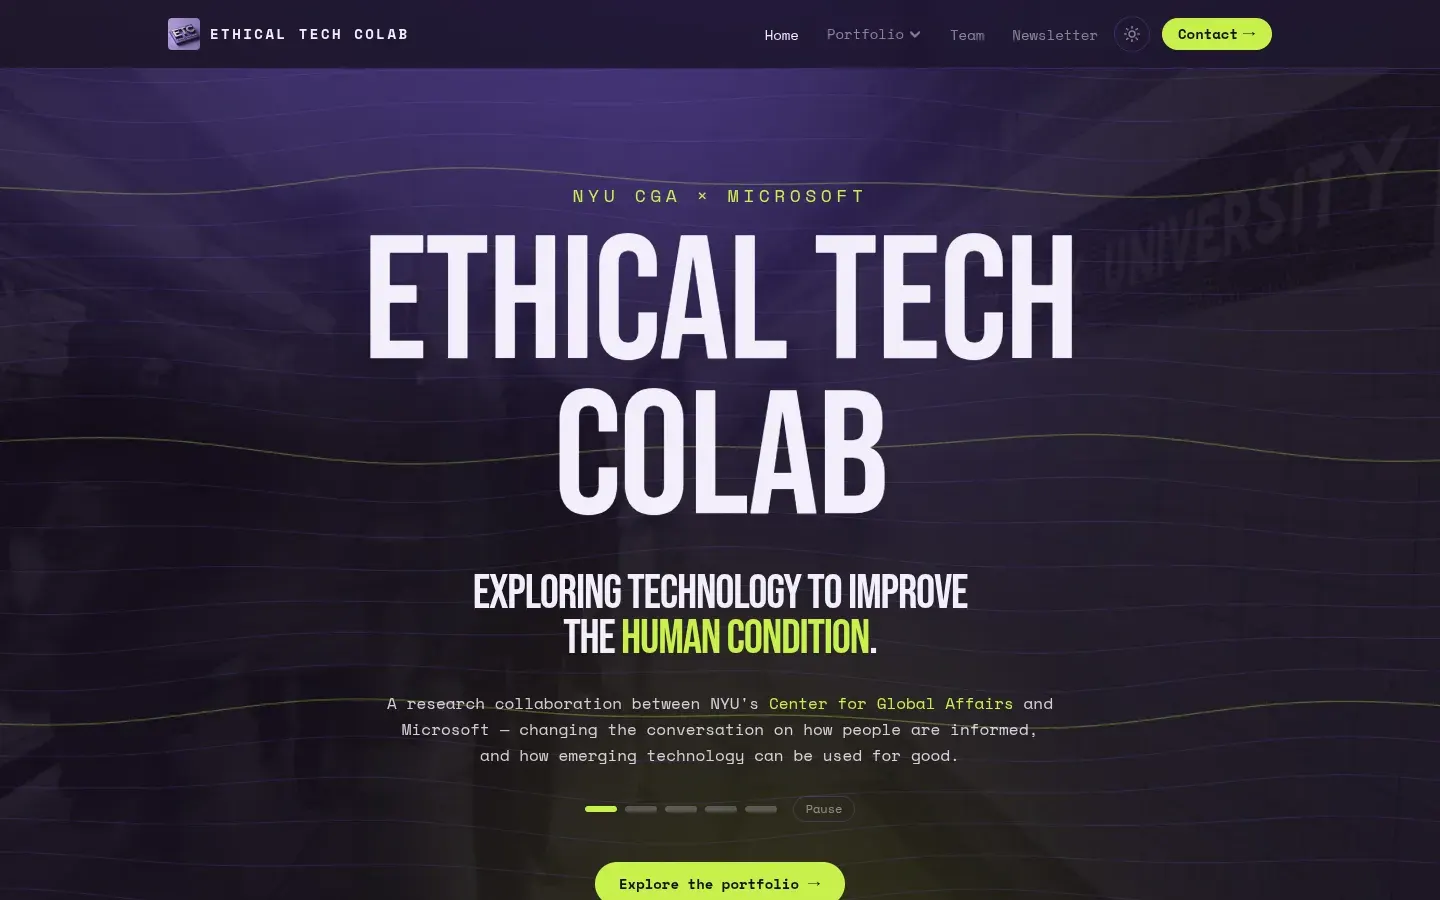 ETC ETHICAL TECH COLAB
Home Portfolio Team Newsletter Contact →
UNIVERSITY
NYU CGA × MICROSOFT
ETHICAL TECH
COLAB
EXPLORING TECHNOLOGY TO IMPROVE
THE HUMAN CONDITION.
A research collaboration between NYU's Center for Global Affairs and
Microsoft — changing the conversation on how people are informed,
and how emerging technology can be used for good.
Pause
Explore the portfolio →